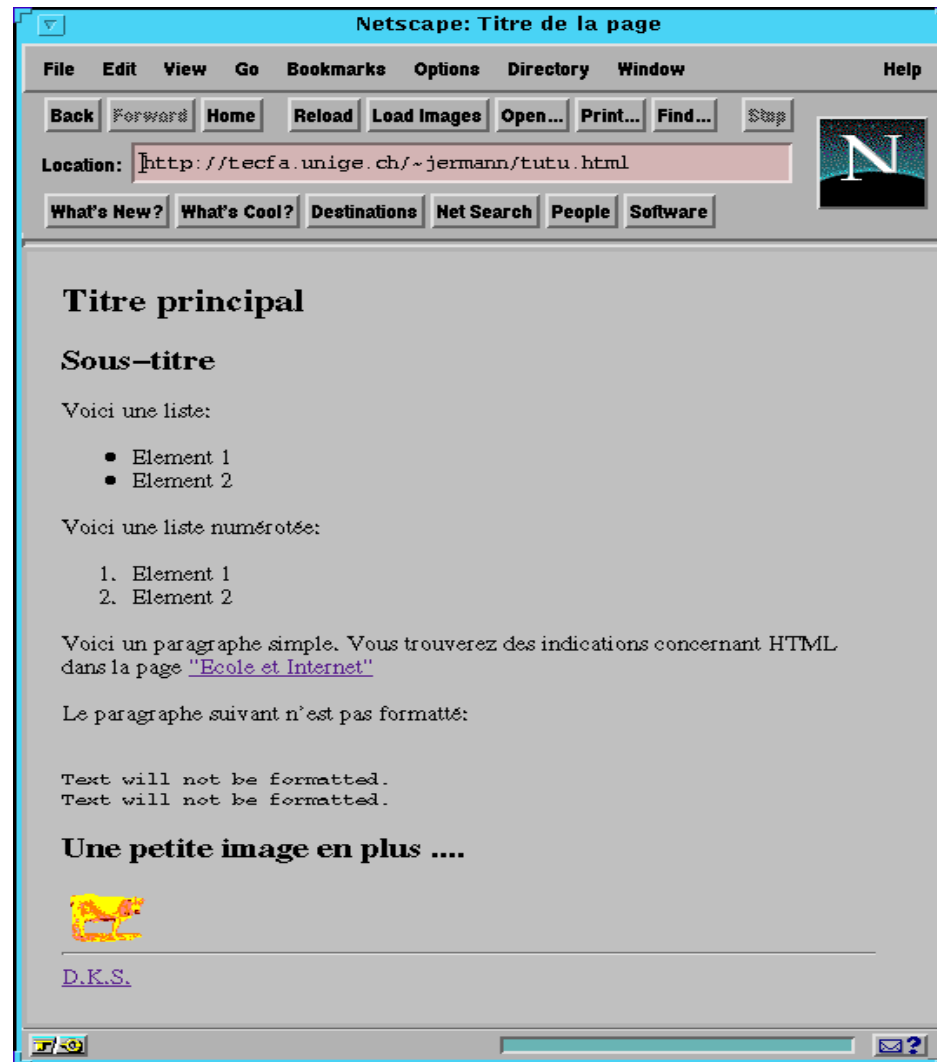 Netscape: Titre de la page
File Edit View Go Bookmarks Options Directory Window Help
Back Forward Home Reload Load Images Open... Print... Find... Stop
Location: http://tecfa.unige.ch/~jermann/tutu.html
N
What's New? What's Cool? Destinations Net Search People Software
Titre principal
Sous-titre
Voici une liste:
• Element 1
• Element 2
Voici une liste numérotée:
1. Element 1
2. Element 2
Voici un paragraphe simple. Vous trouverez des indications concernant HTML
dans la page "Ecole et Internet"
Le paragraphe suivant n'est pas formatté:
Text will not be formatted.
Text will not be formatted.
Une petite image en plus ....
D.K.S.
?